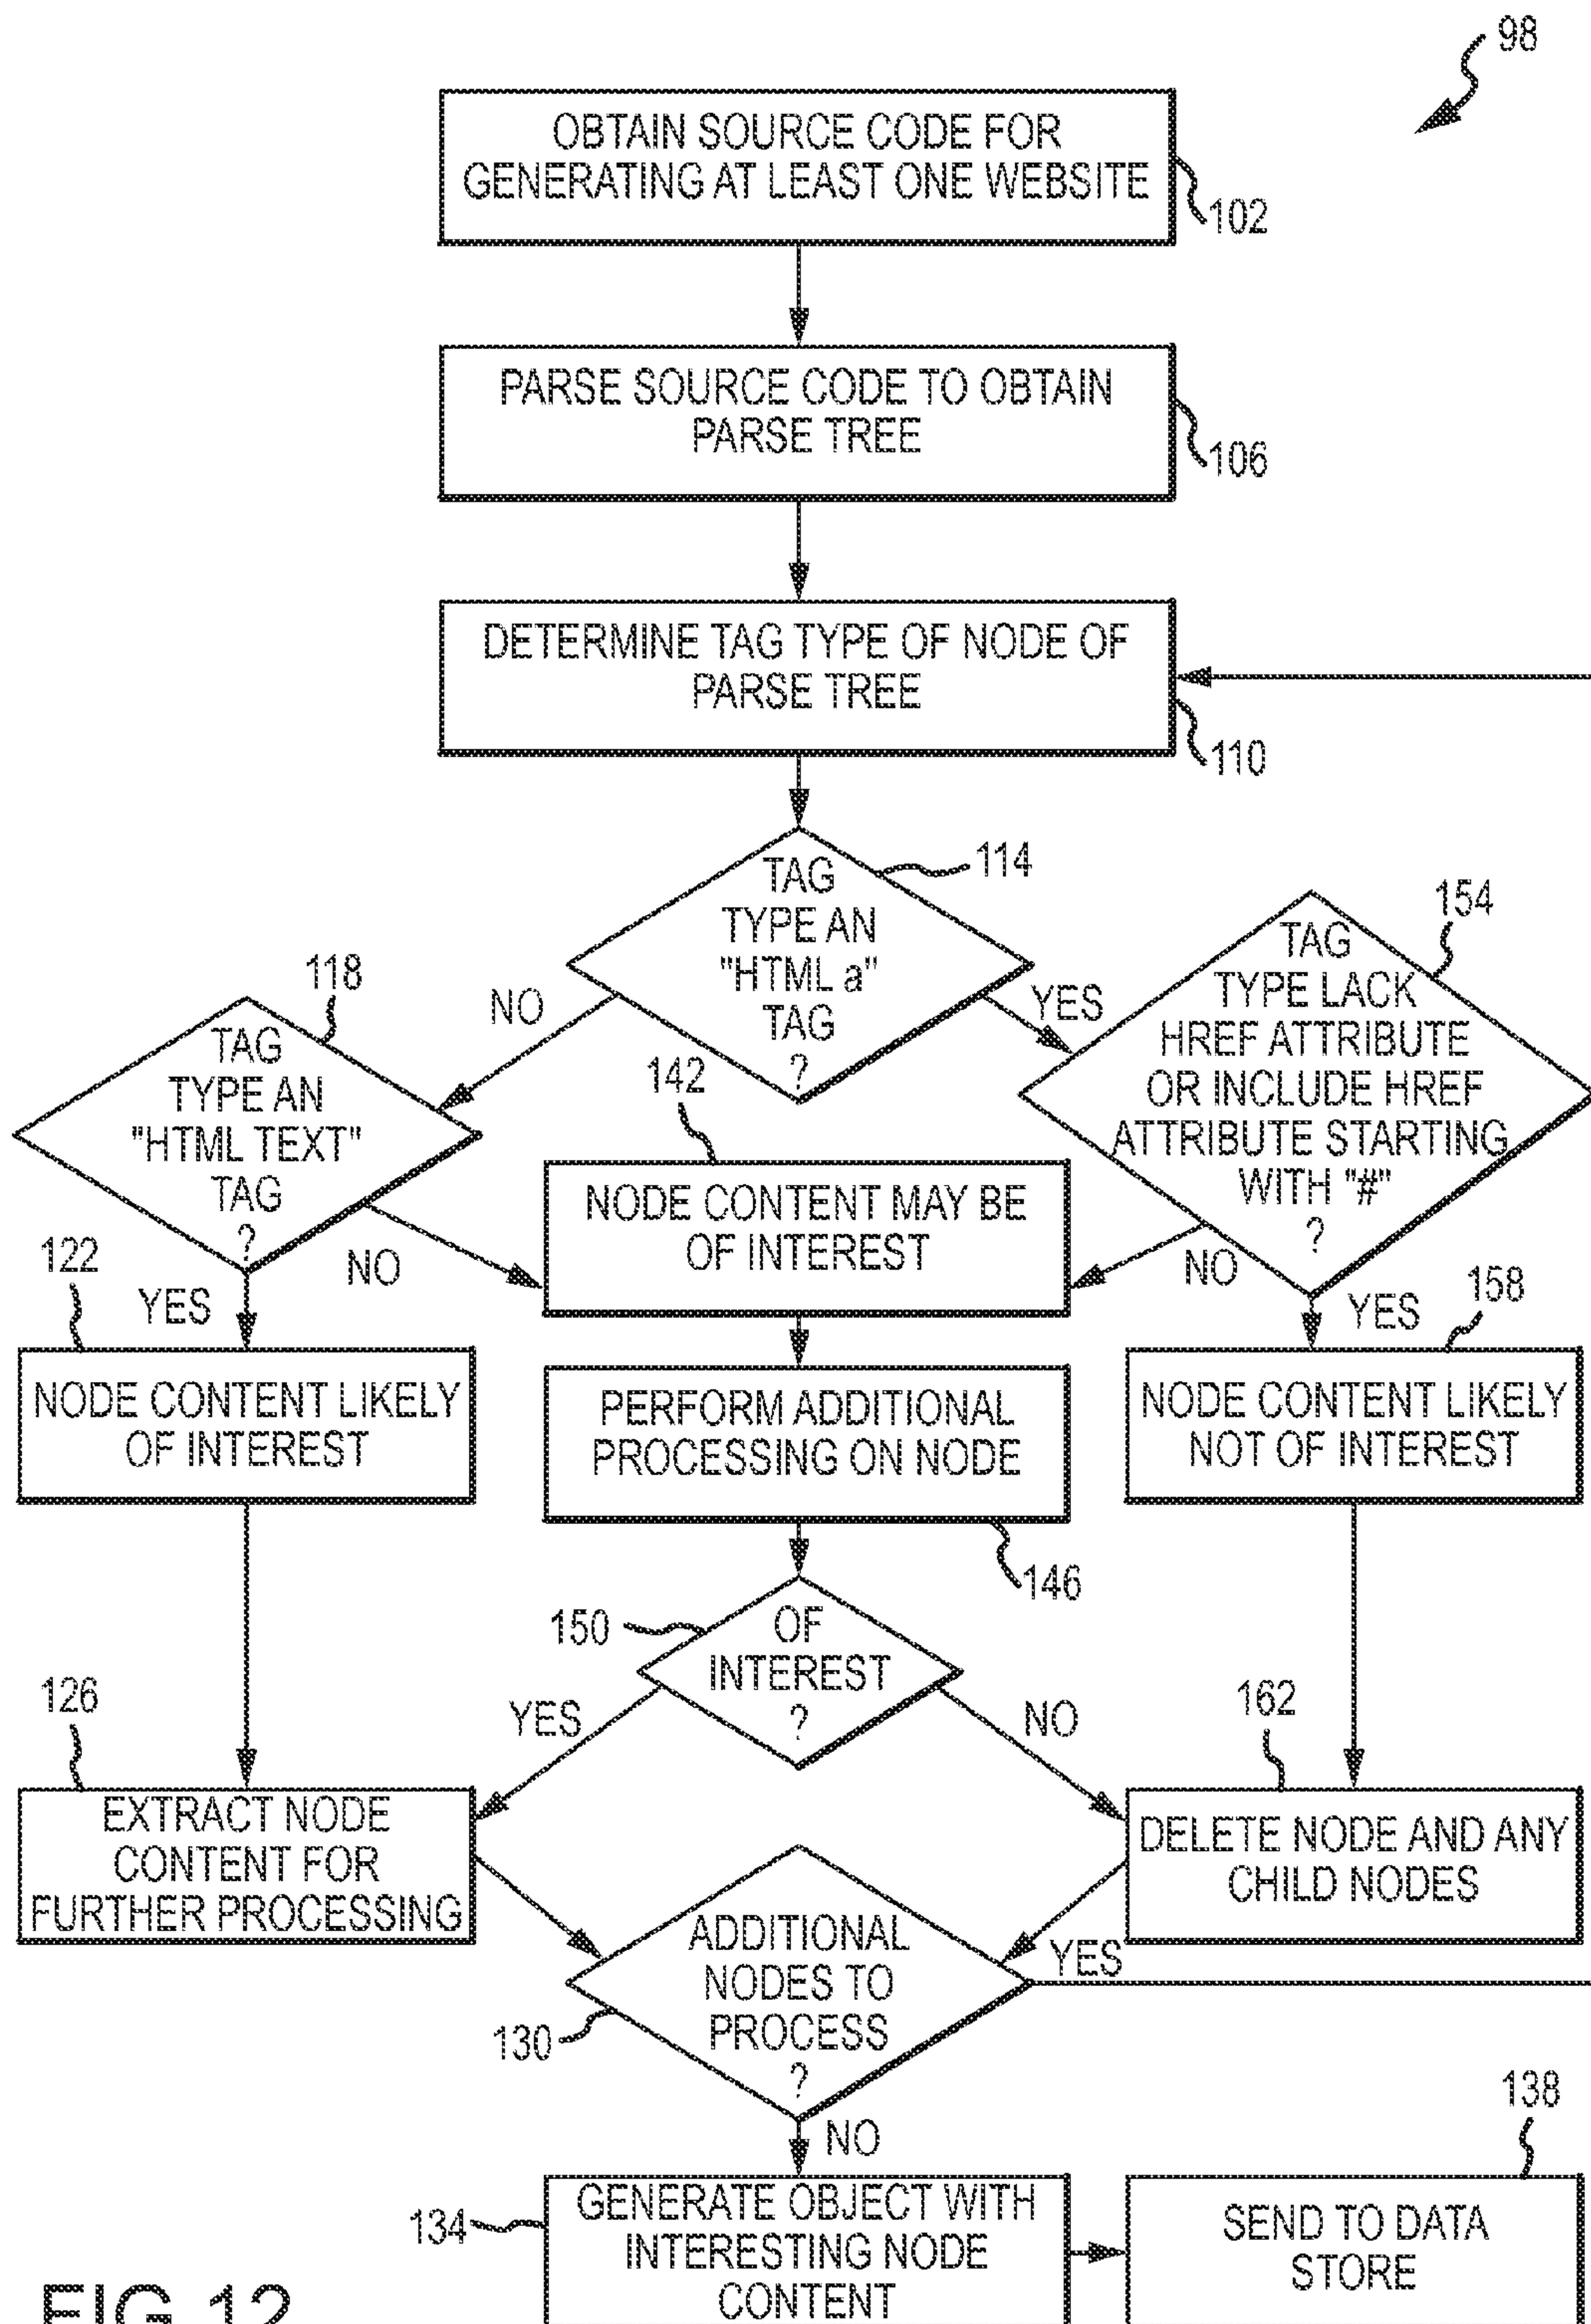 98
OBTAIN SOURCE CODE FOR
GENERATING AT LEAST ONE WEBSITE
102
PARSE SOURCE CODE TO OBTAIN
PARSE TREE
106
DETERMINE TAG TYPE OF NODE OF
PARSE TREE
110
TAG
TYPE AN
"HTML a"
TAG
?
114
NO
YES
118
TAG
TYPE AN
"HTML TEXT"
TAG
?
NO
YES
154
TAG
TYPE LACK
HREF ATTRIBUTE
OR INCLUDE HREF
ATTRIBUTE STARTING
WITH "#"
?
NO
YES
142
NODE CONTENT MAY BE
OF INTEREST
122
NODE CONTENT LIKELY
OF INTEREST
PERFORM ADDITIONAL
PROCESSING ON NODE
146
158
NODE CONTENT LIKELY
NOT OF INTEREST
150
OF
INTEREST
?
YES
NO
126
EXTRACT NODE
CONTENT FOR
FURTHER PROCESSING
162
DELETE NODE AND ANY
CHILD NODES
ADDITIONAL
NODES TO
PROCESS
?
130
YES
NO
134
GENERATE OBJECT WITH
INTERESTING NODE
CONTENT
138
SEND TO DATA
STORE
FIG.12